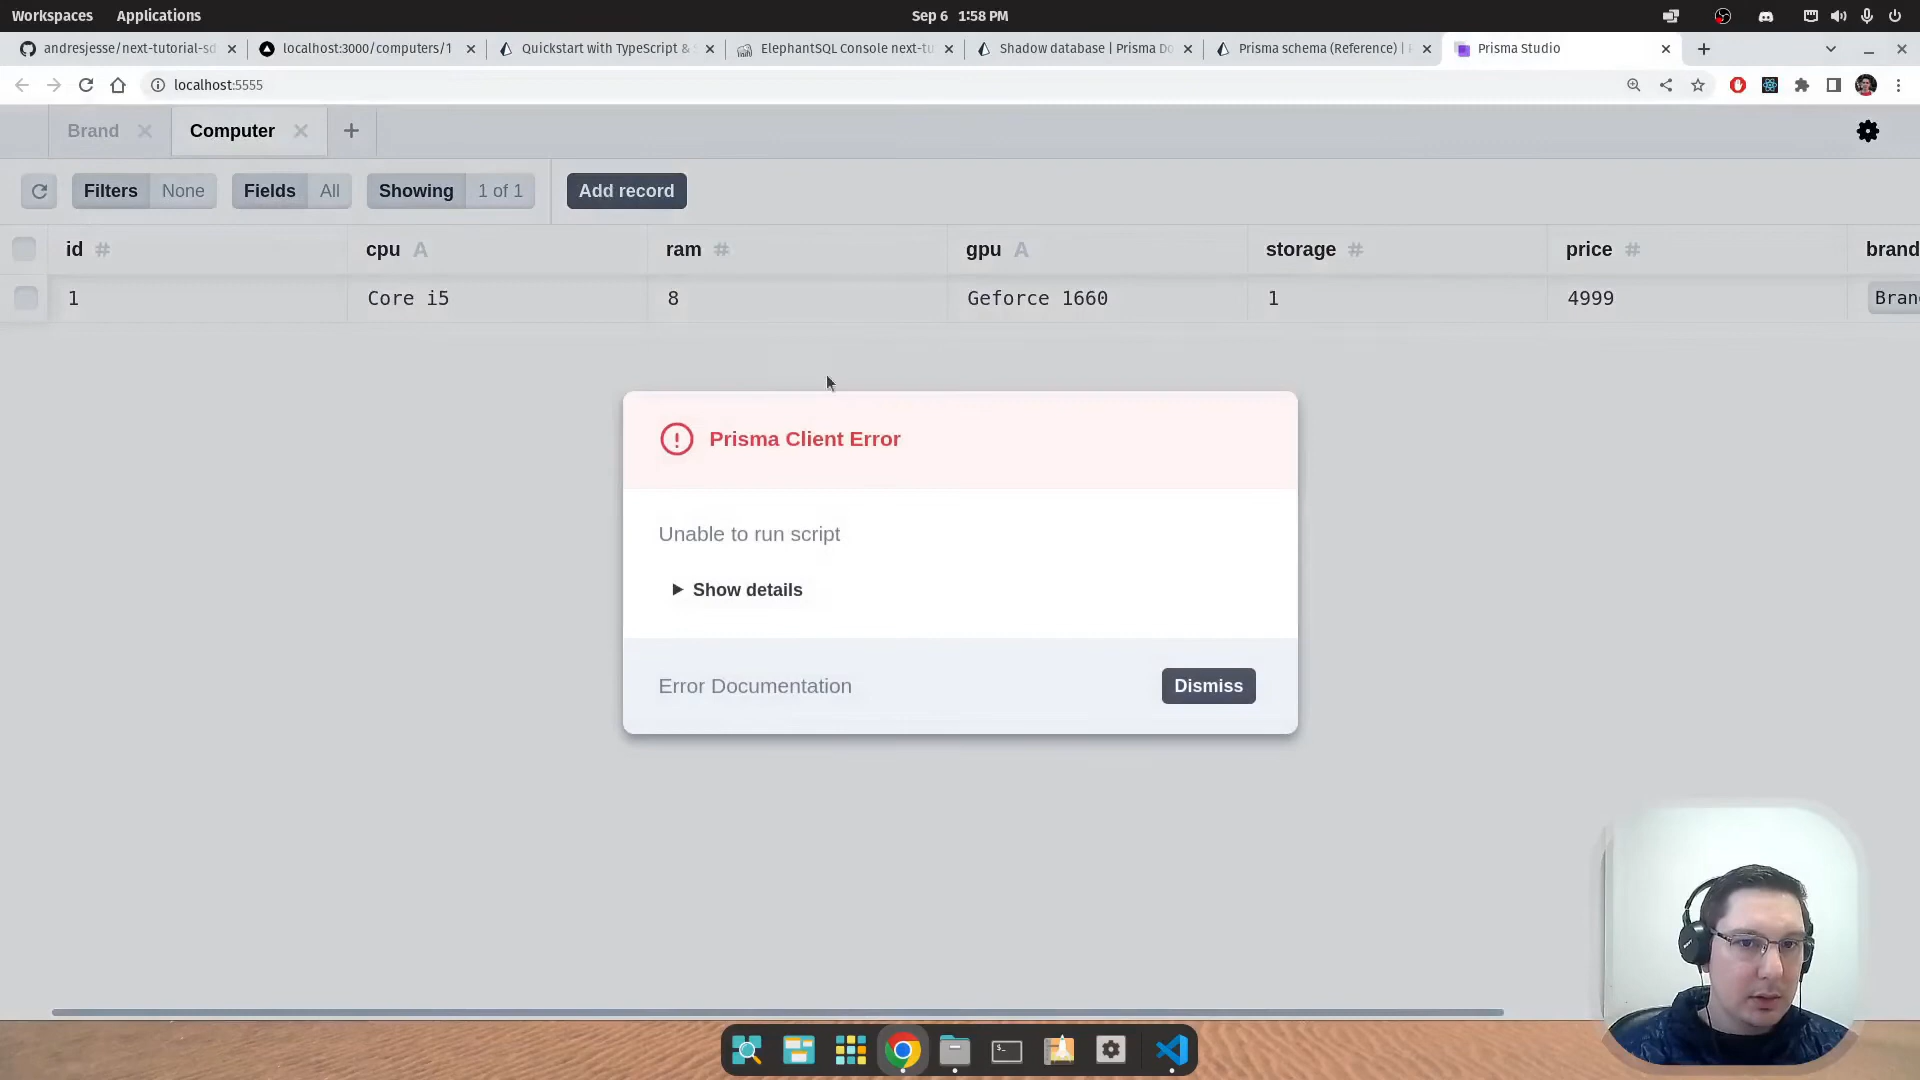 Workspaces Applications Sep 6 1:58 PM
andresjesse/next-tutorial-sd localhost:3000/computers/1 Quickstart with TypeScript & ElephantSQL Console next-tu Shadow database | Prisma Do Prisma schema (Reference) | Prisma Studio
localhost:5555
Brand Computer
Filters None Fields All Showing 1 of 1 Add record
id # cpu A ram # gpu A storage # price # brand
1 Core i5 8 Geforce 1660 1 4999 Bran
Prisma Client Error
Unable to run script
Show details
Error Documentation Dismiss